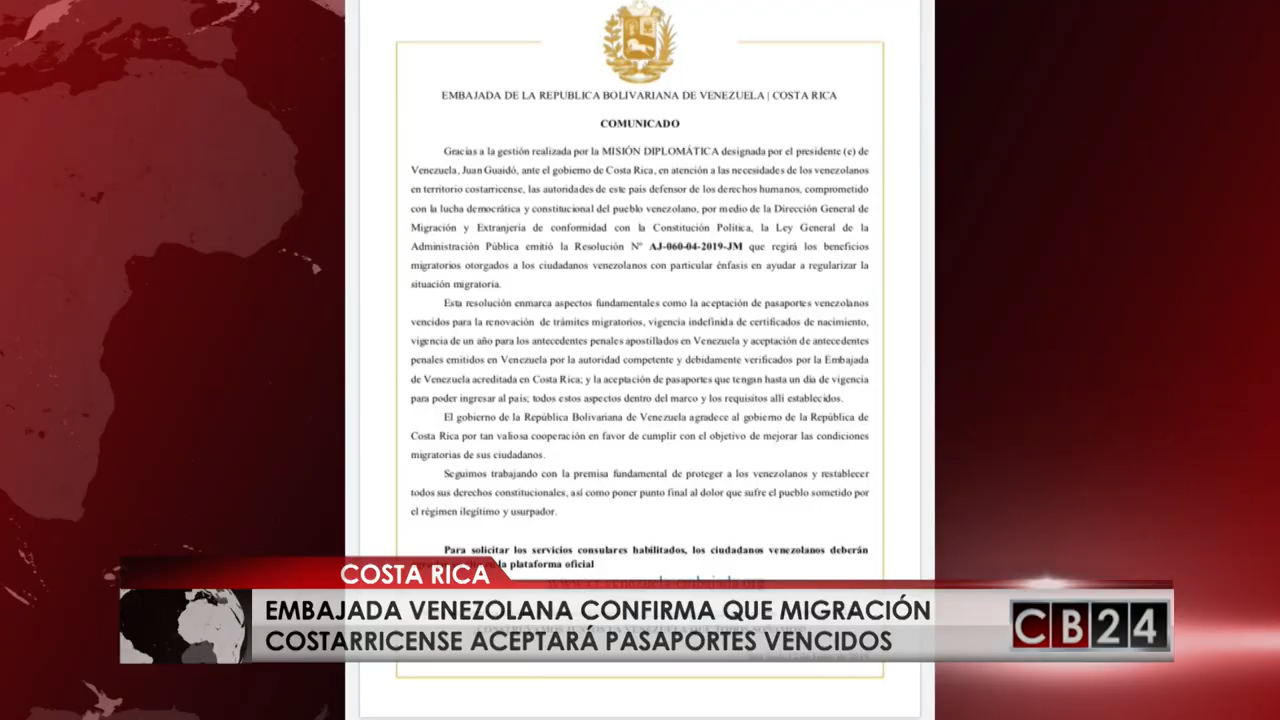 EMBAJADA DE LA REPUBLICA BOLIVARIANA DE VENEZUELA | COSTA RICA
COMUNICADO
Gracias a la gestión realizada por la MISIÓN DIPLOMÁTICA designada por el presidente (e) de
Venezuela, Juan Guaidó, ante el gobierno de Costa Rica, en atención a las necesidades de los venezolanos
en territorio costarricense, las autoridades de este país defensor de los derechos humanos, comprometido
con la lucha democrática y constitucional del pueblo venezolano, por medio de la Dirección General de
Migración y Extranjería de conformidad con la Constitución Política, la Ley General de la
Administración Pública emitió la Resolución Nº AJ-060-04-2019-JM que regirá los beneficios
migratorios otorgados a los ciudadanos venezolanos con particular énfasis en ayudar a regularizar la
situación migratoria.
Esta resolución enmarca aspectos fundamentales como la aceptación de pasaportes venezolanos
vencidos para la renovación de trámites migratorios, vigencia indefinida de certificados de nacimiento,
vigencia de un año para los antecedentes penales apostillados en Venezuela y aceptación de antecedentes
penales emitidos en Venezuela por la autoridad competente y debidamente verificados por la Embajada
de Venezuela acreditada en Costa Rica; y la aceptación de pasaportes que tengan hasta un día de vigencia
para poder ingresar al país; todos estos aspectos dentro del marco y los requisitos allí establecidos.
El gobierno de la República Bolivariana de Venezuela agradece al gobierno de la República de
Costa Rica por tan valiosa cooperación en favor de cumplir con el objetivo de mejorar las condiciones
migratorias de sus ciudadanos.
Seguimos trabajando con la premisa fundamental de proteger a los venezolanos y restablecer
todos sus derechos constitucionales, así como poner punto final al dolor que sufre el pueblo sometido por
el régimen ilegítimo y usurpador.
Para solicitar los servicios consulares habilitados, los ciudadanos venezolanos deberán
la plataforma oficial
COSTA RICA
EMBAJADA VENEZOLANA CONFIRMA QUE MIGRACIÓN
COSTARRICENSE ACEPTARÁ PASAPORTES VENCIDOS
CB24